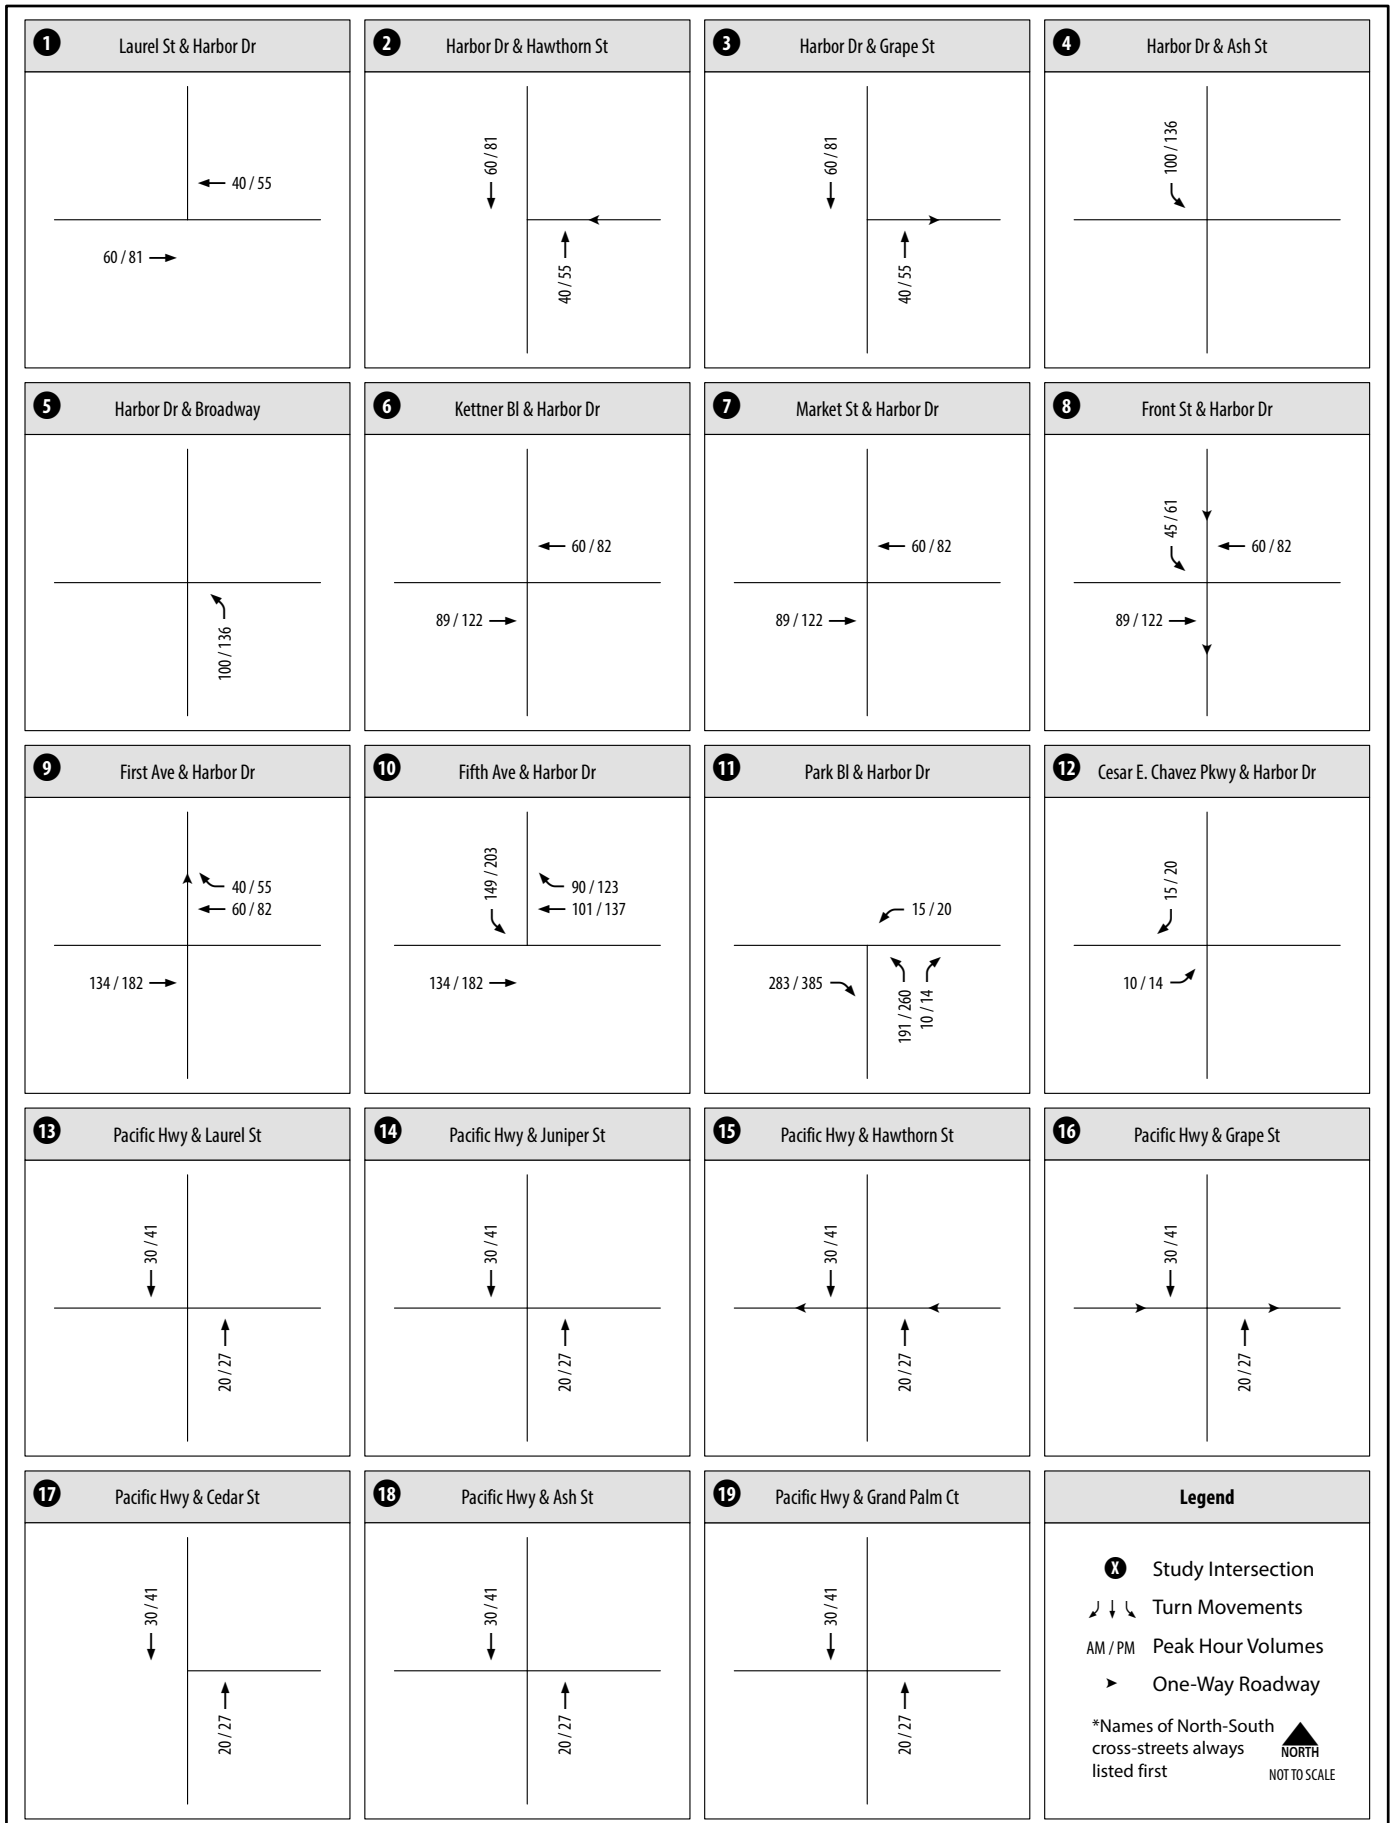 1 Laurel St & Harbor Dr
40 / 55
60 / 81
2 Harbor Dr & Hawthorn St
60 / 81
40 / 55
3 Harbor Dr & Grape St
60 / 81
40 / 55
4 Harbor Dr & Ash St
100 / 136
5 Harbor Dr & Broadway
100 / 136
6 Kettner Bl & Harbor Dr
60 / 82
89 / 122
7 Market St & Harbor Dr
60 / 82
89 / 122
8 Front St & Harbor Dr
45 / 61
60 / 82
89 / 122
9 First Ave & Harbor Dr
40 / 55
60 / 82
134 / 182
10 Fifth Ave & Harbor Dr
149 / 203
90 / 123
101 / 137
134 / 182
11 Park Bl & Harbor Dr
15 / 20
283 / 385
191 / 260
10 / 14
12 Cesar E. Chavez Pkwy & Harbor Dr
15 / 20
10 / 14
13 Pacific Hwy & Laurel St
30 / 41
20 / 27
14 Pacific Hwy & Juniper St
30 / 41
20 / 27
15 Pacific Hwy & Hawthorn St
30 / 41
20 / 27
16 Pacific Hwy & Grape St
30 / 41
20 / 27
17 Pacific Hwy & Cedar St
30 / 41
20 / 27
18 Pacific Hwy & Ash St
30 / 41
20 / 27
19 Pacific Hwy & Grand Palm Ct
30 / 41
20 / 27
Legend
X Study Intersection
Turn Movements
AM / PM Peak Hour Volumes
One-Way Roadway
*Names of North-South
cross-streets always
listed first
NORTH
NOT TO SCALE